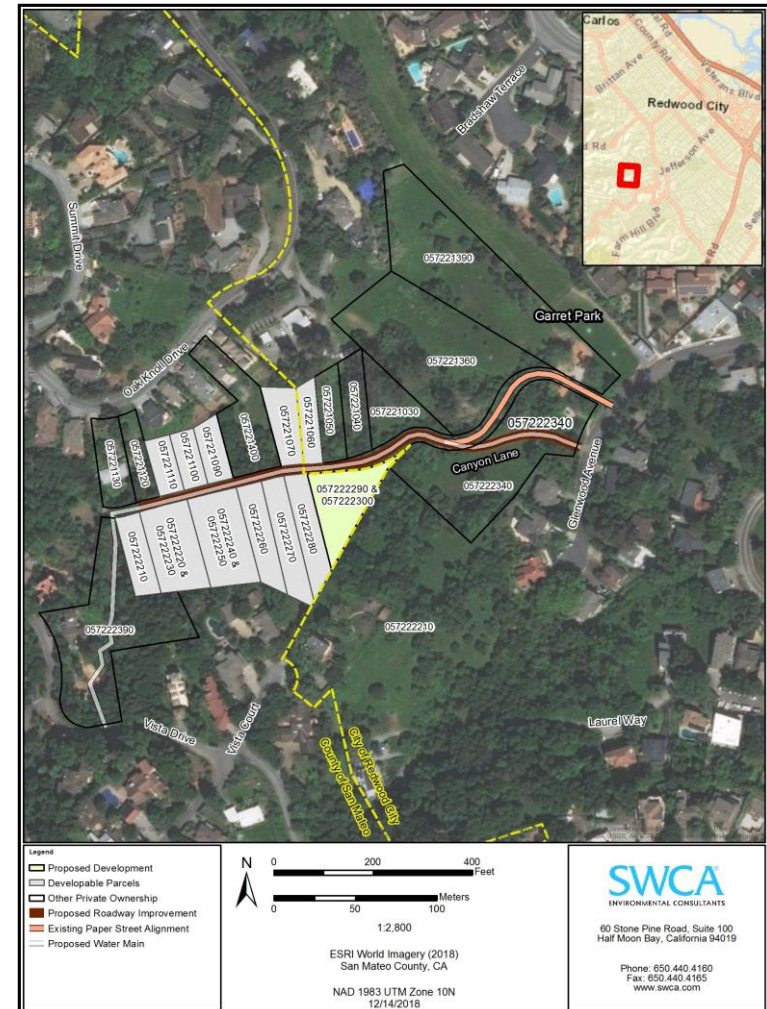 Bradshaw Terrace
Summit Drive
Oak Knoll Drive
057221390
Garret Park
057221360
057221130
057221120
057221110
057221100
057221090
057221400
057221070
057221060
057221050
057221040
057221030
057222340
Canyon Lane
057222340
Glenwood Avenue
057222290 &
057222300
057222210
057222220 &
057222230
057222240 &
057222250
057222260
057222270
057222280
057222390
057222210
Vista Drive
Vista Court
Laurel Way
City of Redwood City
County of San Mateo
Carlos
County Rd
Brittan Ave
Veterans Blvd
Redwood City
Jefferson Ave
Farm Hill Blvd
Rd
Legend
Proposed Development
Developable Parcels
Other Private Ownership
Proposed Roadway Improvement
Existing Paper Street Alignment
Proposed Water Main
N
0 200 400
Feet
Meters
0 50 100
1:2,800
ESRI World Imagery (2018)
San Mateo County, CA
NAD 1983 UTM Zone 10N
12/14/2018
SWCA
ENVIRONMENTAL CONSULTANTS
60 Stone Pine Road, Suite 100
Half Moon Bay, California 94019
Phone: 650.440.4160
Fax: 650.440.4165
www.swca.com